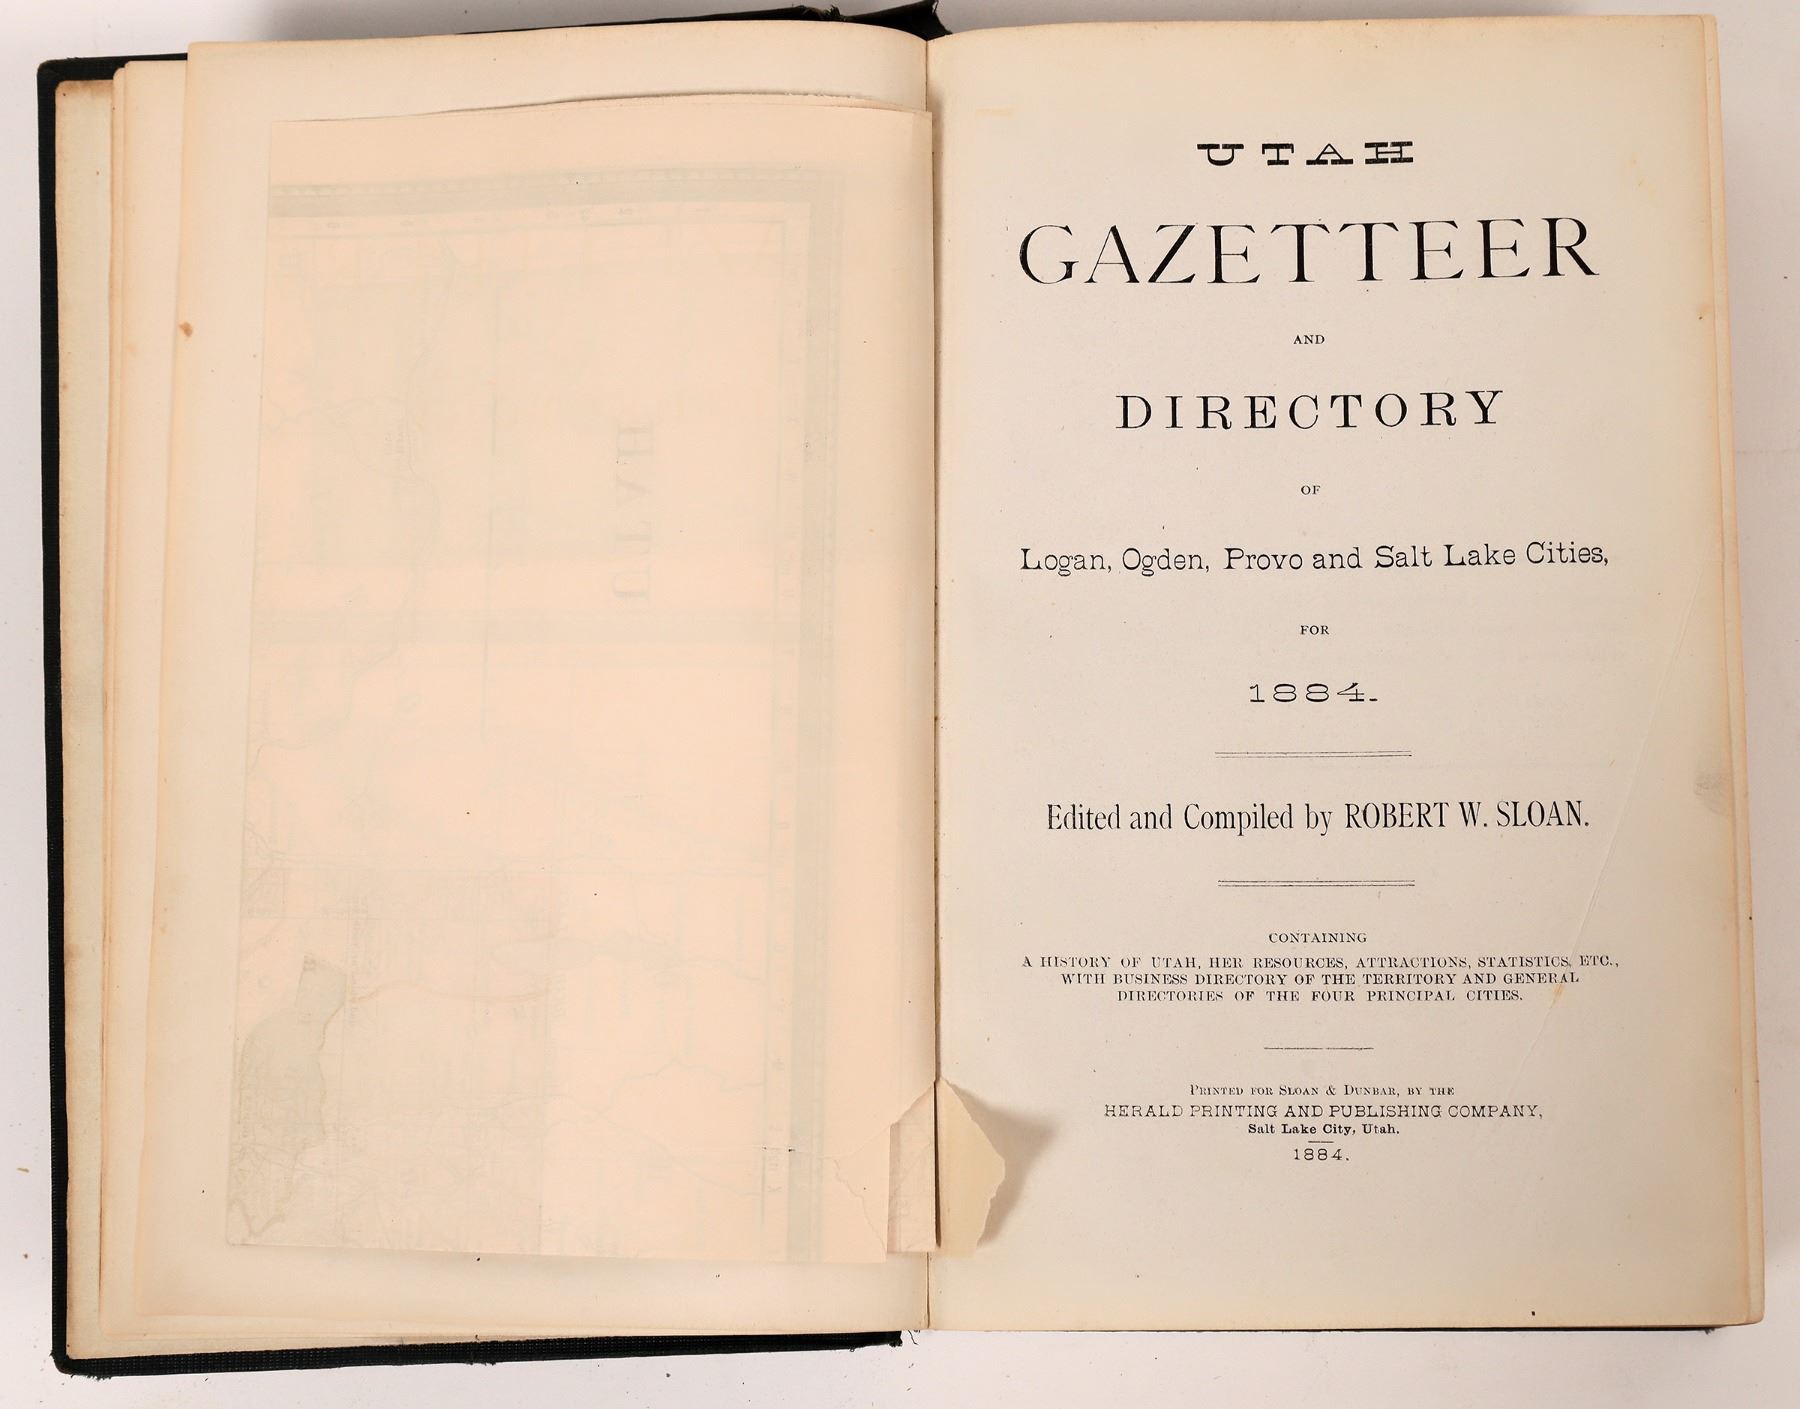 UTAH
UTAH
GAZETTEER
AND
DIRECTORY
OF
Logan, Ogden, Provo and Salt Lake Cities,
FOR
1884.
Edited and Compiled by ROBERT W. SLOAN.
CONTAINING
A HISTORY OF UTAH, HER RESOURCES, ATTRACTIONS, STATISTICS, ETC.,
WITH BUSINESS DIRECTORY OF THE TERRITORY AND GENERAL
DIRECTORIES OF THE FOUR PRINCIPAL CITIES.
PRINTED FOR SLOAN & DUNBAR, BY THE
HERALD PRINTING AND PUBLISHING COMPANY,
Salt Lake City, Utah.
1884.